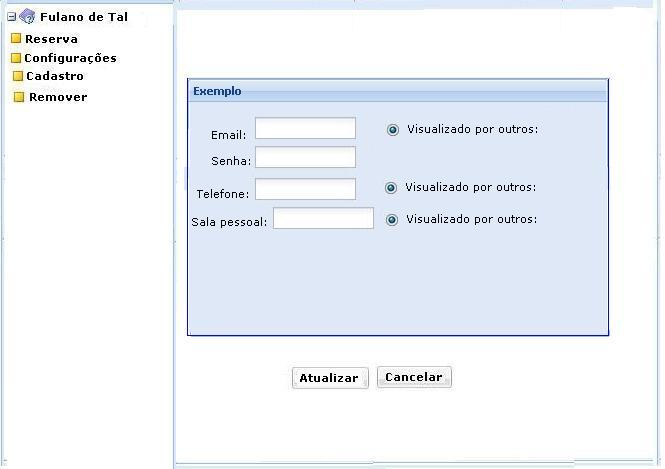 Fulano de Tal
Reserva
Configurações
Cadastro
Remover
Exemplo
Email: Visualizado por outros:
Senha:
Telefone: Visualizado por outros:
Sala pessoal: Visualizado por outros:
Atualizar Cancelar